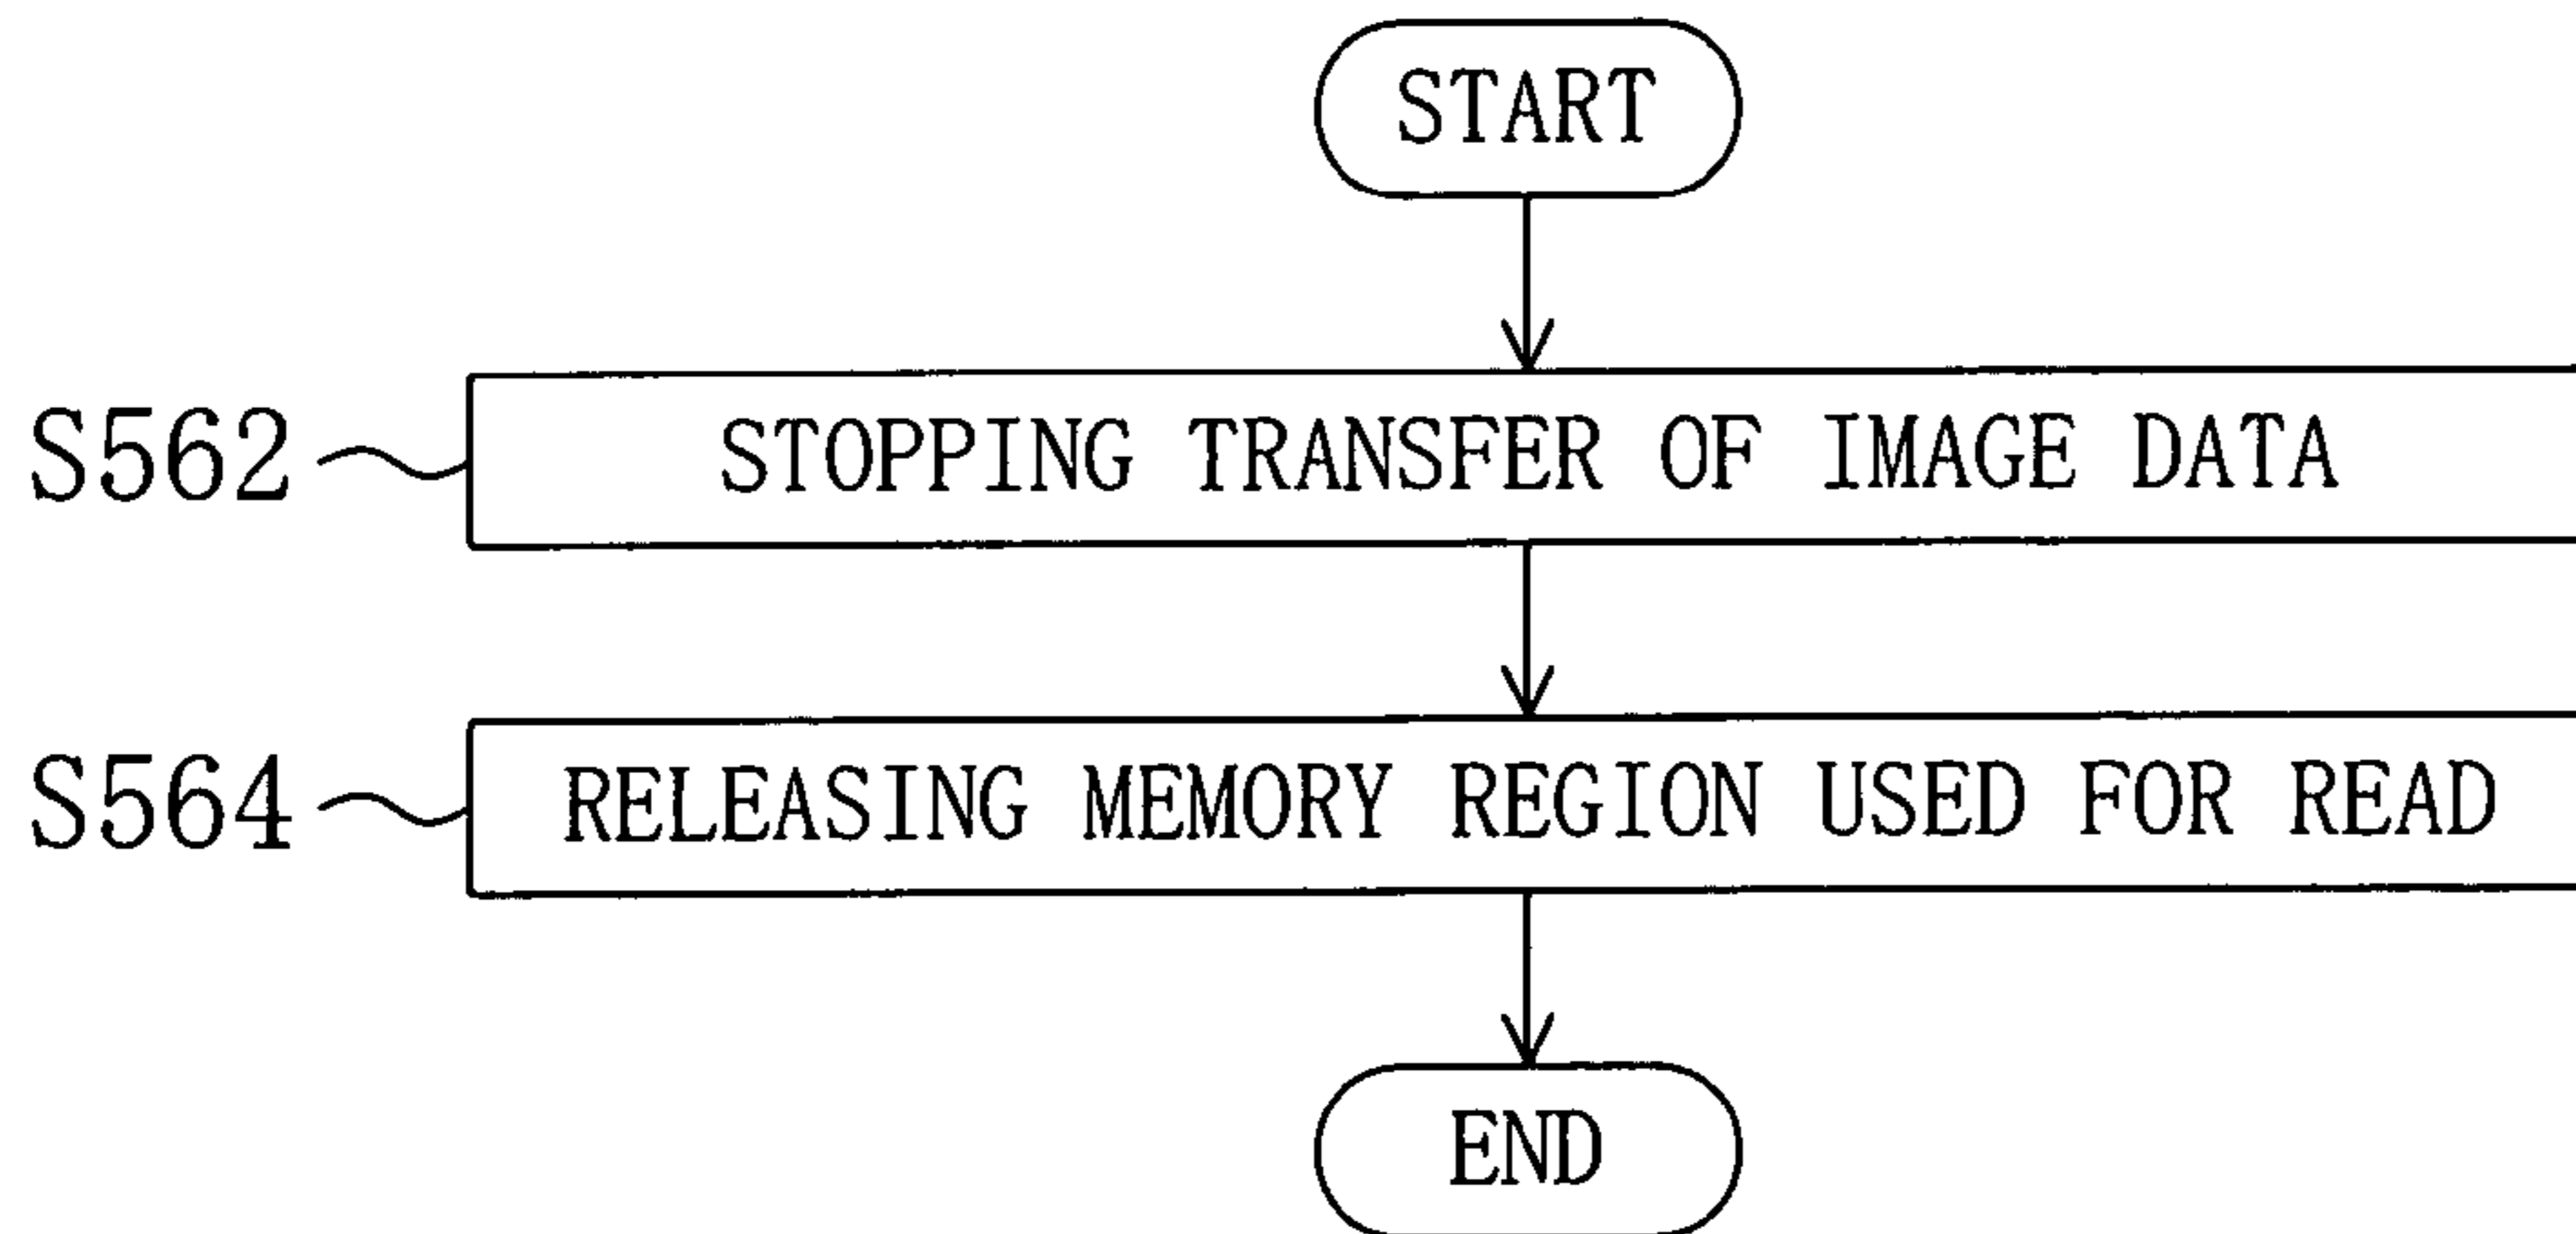 START
S562 STOPPING TRANSFER OF IMAGE DATA
S564 RELEASING MEMORY REGION USED FOR READ
END